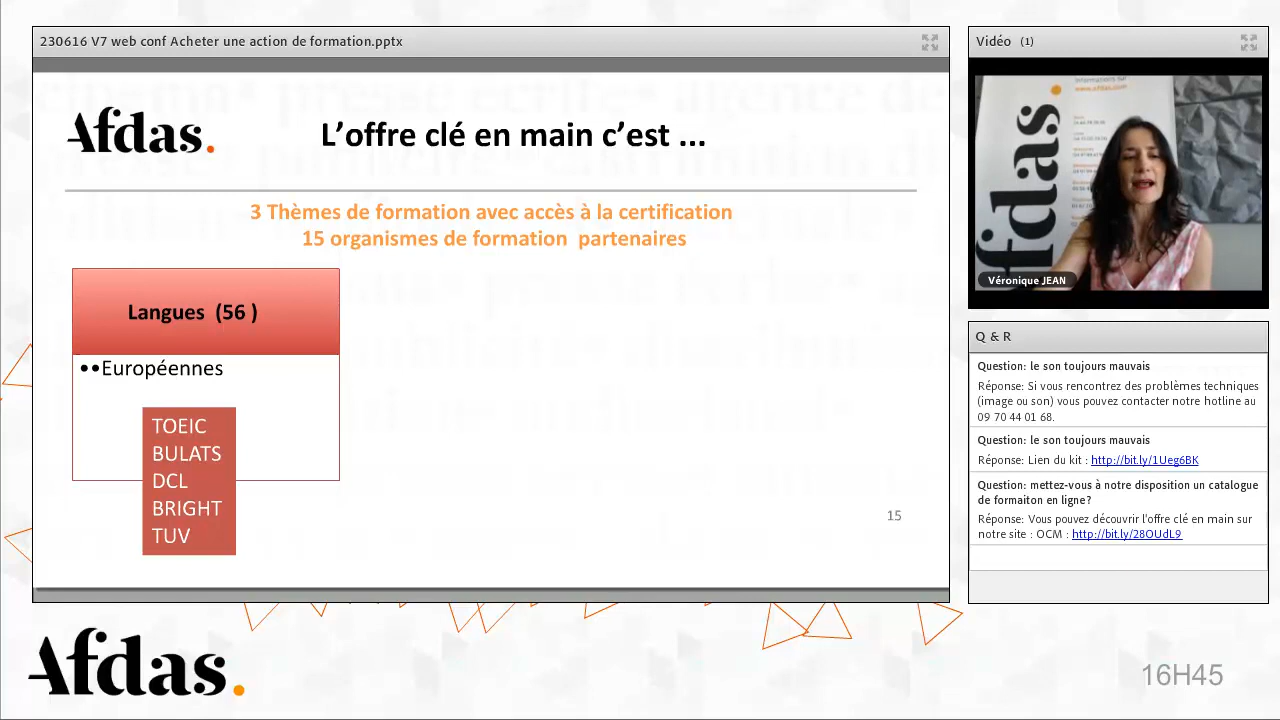 230616 V7 web conf Acheter une action de formation.pptx
Afdas.
L’offre clé en main c’est ...
3 Thèmes de formation avec accès à la certification
15 organismes de formation partenaires
Langues (56 )
••Européennes
TOEIC
BULATS
DCL
BRIGHT
TUV
15
Vidéo (1)
www.afdas.com
afdas.
Véronique JEAN
Q & R
Question: le son toujours mauvais
Réponse: Si vous rencontrez des problèmes techniques
(image ou son) vous pouvez contacter notre hotline au
09 70 44 01 68.
Question: le son toujours mauvais
Réponse: Lien du kit : http://bit.ly/1Ueg6BK
Question: mettez-vous à notre disposition un catalogue
de formaiton en ligne?
Réponse: Vous pouvez découvrir l'offre clé en main sur
notre site : OCM : http://bit.ly/28OUdL9
Afdas.
16H45